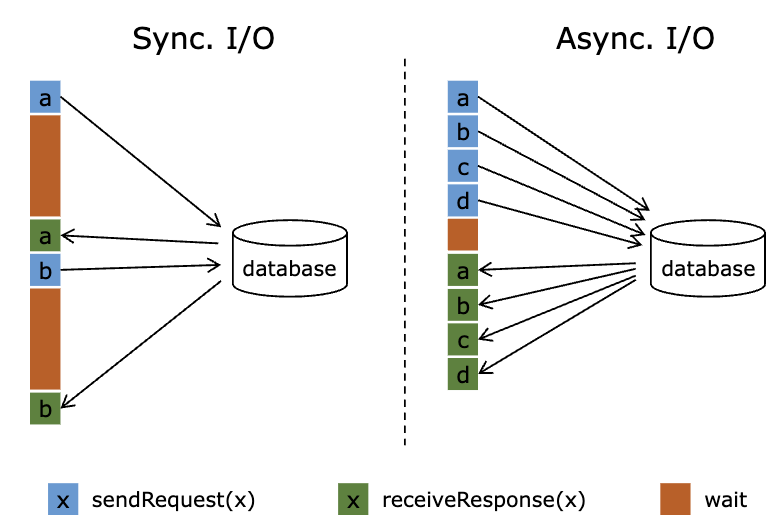 Sync. I/O
a
a
b
b
database
Async. I/O
a
b
c
d
a
b
c
d
database
x sendRequest(x)
x receiveResponse(x)
wait